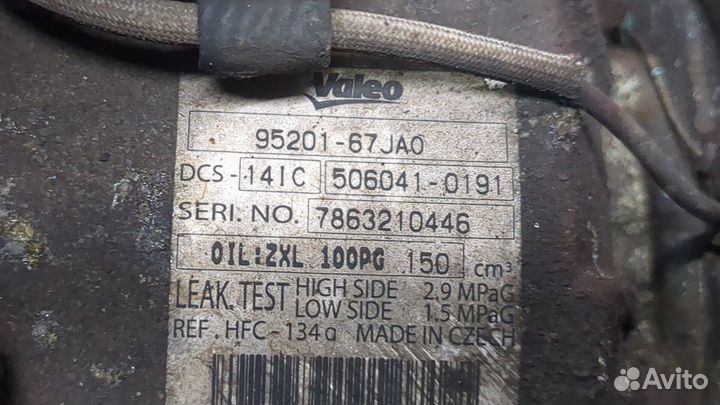 Valeo
95201-67JA0
DCS-14IC 506041-0191
SERI. NO. 7863210446
OIL:ZXL 100PG 150 cm³
LEAK. TEST HIGH SIDE 2.9 MPaG
LOW SIDE 1.5 MPaG
REF. HFC-134a MADE IN CZECH
Avito